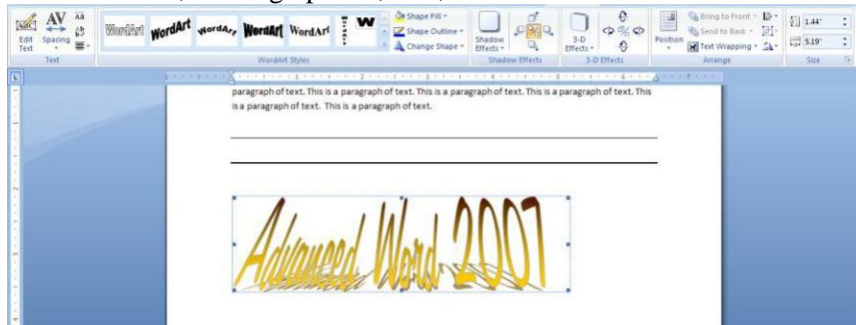 Edit Text
AV Spacing
Aa
WordArt WordArt WordArt WordArt WordArt W
Shape Fill
Shape Outline
Change Shape
Shadow Effects
3-D Effects
Position
Bring to Front
Send to Back
Text Wrapping
1.44"
5.19"
Text WordArt Styles Shadow Effects 3-D Effects Arrange Size
paragraph of text. This is a paragraph of text. This is a paragraph of text. This is a paragraph of text. This
is a paragraph of text. This is a paragraph of text.
Advanced Word 2007